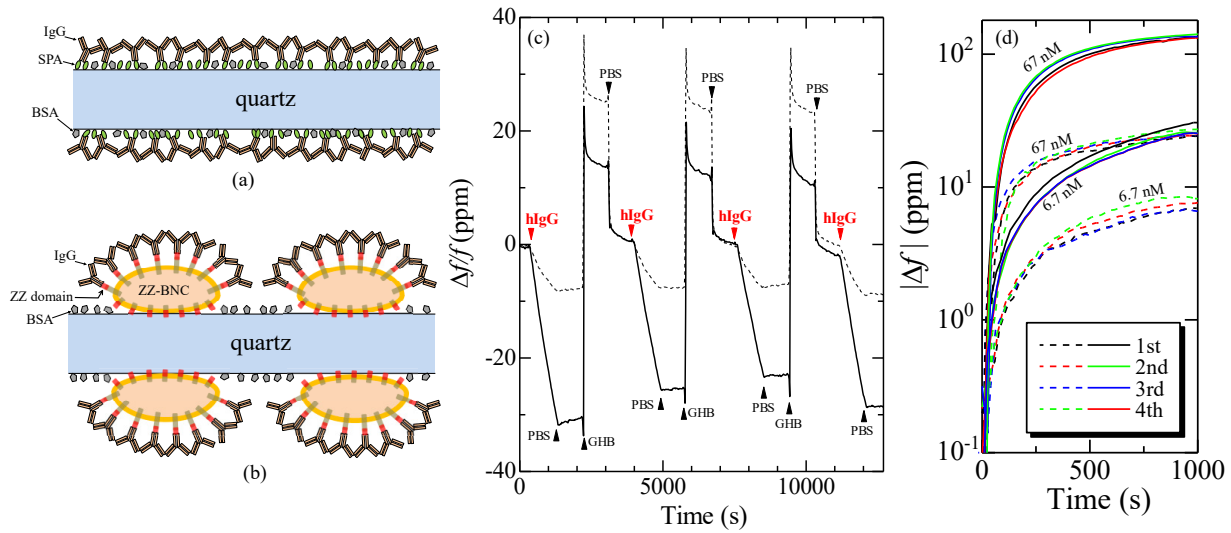 IgG
SPA
quartz
BSA
(a)
IgG
ZZ domain
ZZ-BNC
BSA
quartz
(b)
(c)
Δf/f (ppm)
40
20
0
-20
-40
0
5000
10000
Time (s)
hIgG
hIgG
hIgG
hIgG
PBS
PBS
PBS
PBS
PBS
PBS
PBS
GHB
GHB
GHB
(d)
|Δf | (ppm)
10²
10¹
10⁰
10⁻¹
0
500
1000
Time (s)
67 nM
67 nM
6.7 nM
6.7 nM
1st
2nd
3rd
4th